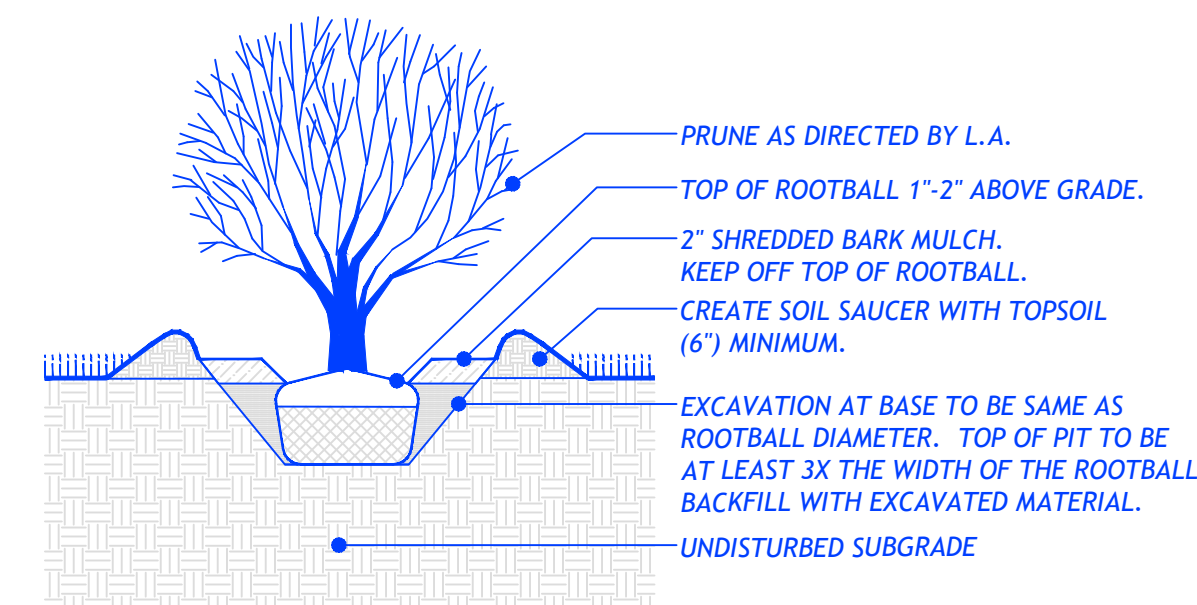 PRUNE AS DIRECTED BY L.A.
TOP OF ROOTBALL 1"-2" ABOVE GRADE.
2" SHREDDED BARK MULCH.
KEEP OFF TOP OF ROOTBALL.
CREATE SOIL SAUCER WITH TOPSOIL
(6") MINIMUM.
EXCAVATION AT BASE TO BE SAME AS
ROOTBALL DIAMETER. TOP OF PIT TO BE
AT LEAST 3X THE WIDTH OF THE ROOTBALL
BACKFILL WITH EXCAVATED MATERIAL.
UNDISTURBED SUBGRADE